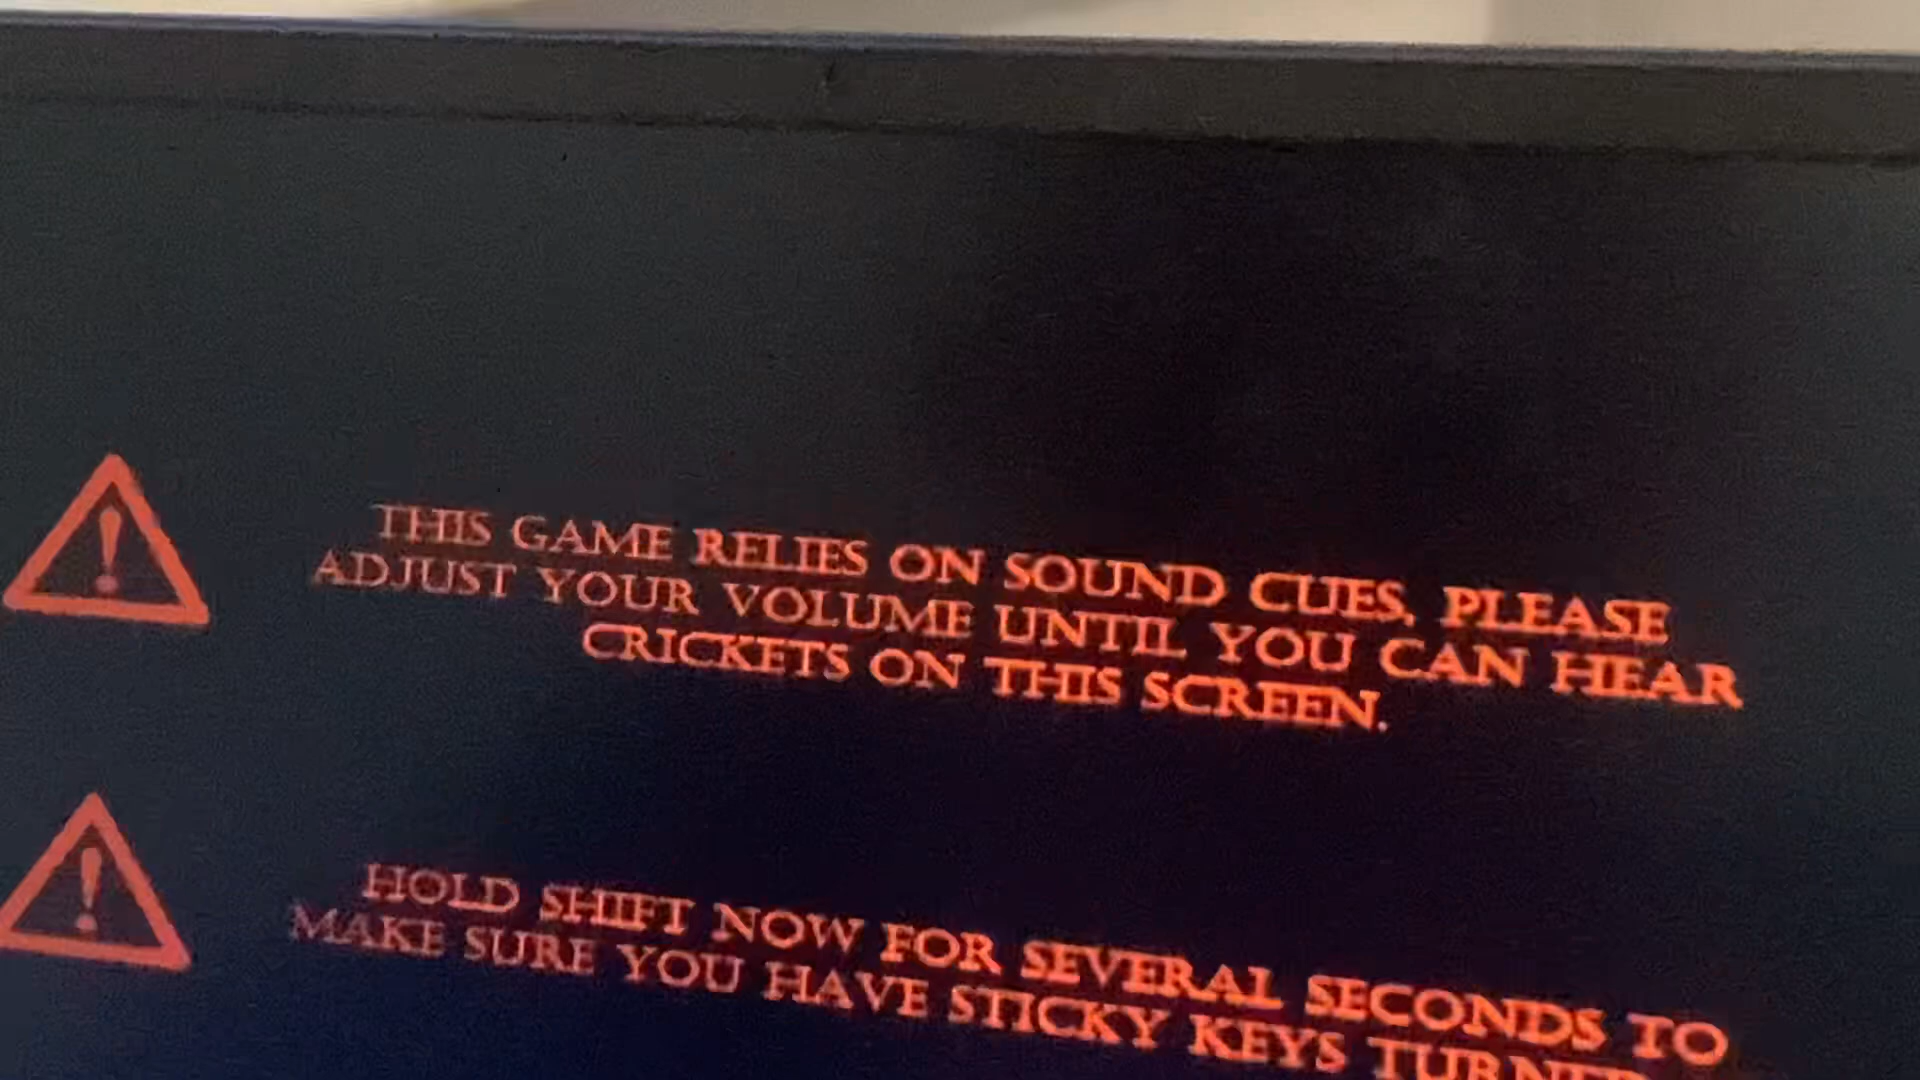 THIS GAME RELIES ON SOUND CUES, PLEASE
ADJUST YOUR VOLUME UNTIL YOU CAN HEAR
CRICKETS ON THIS SCREEN.
HOLD SHIFT NOW FOR SEVERAL SECONDS TO
MAKE SURE YOU HAVE STICKY KEYS TURNED